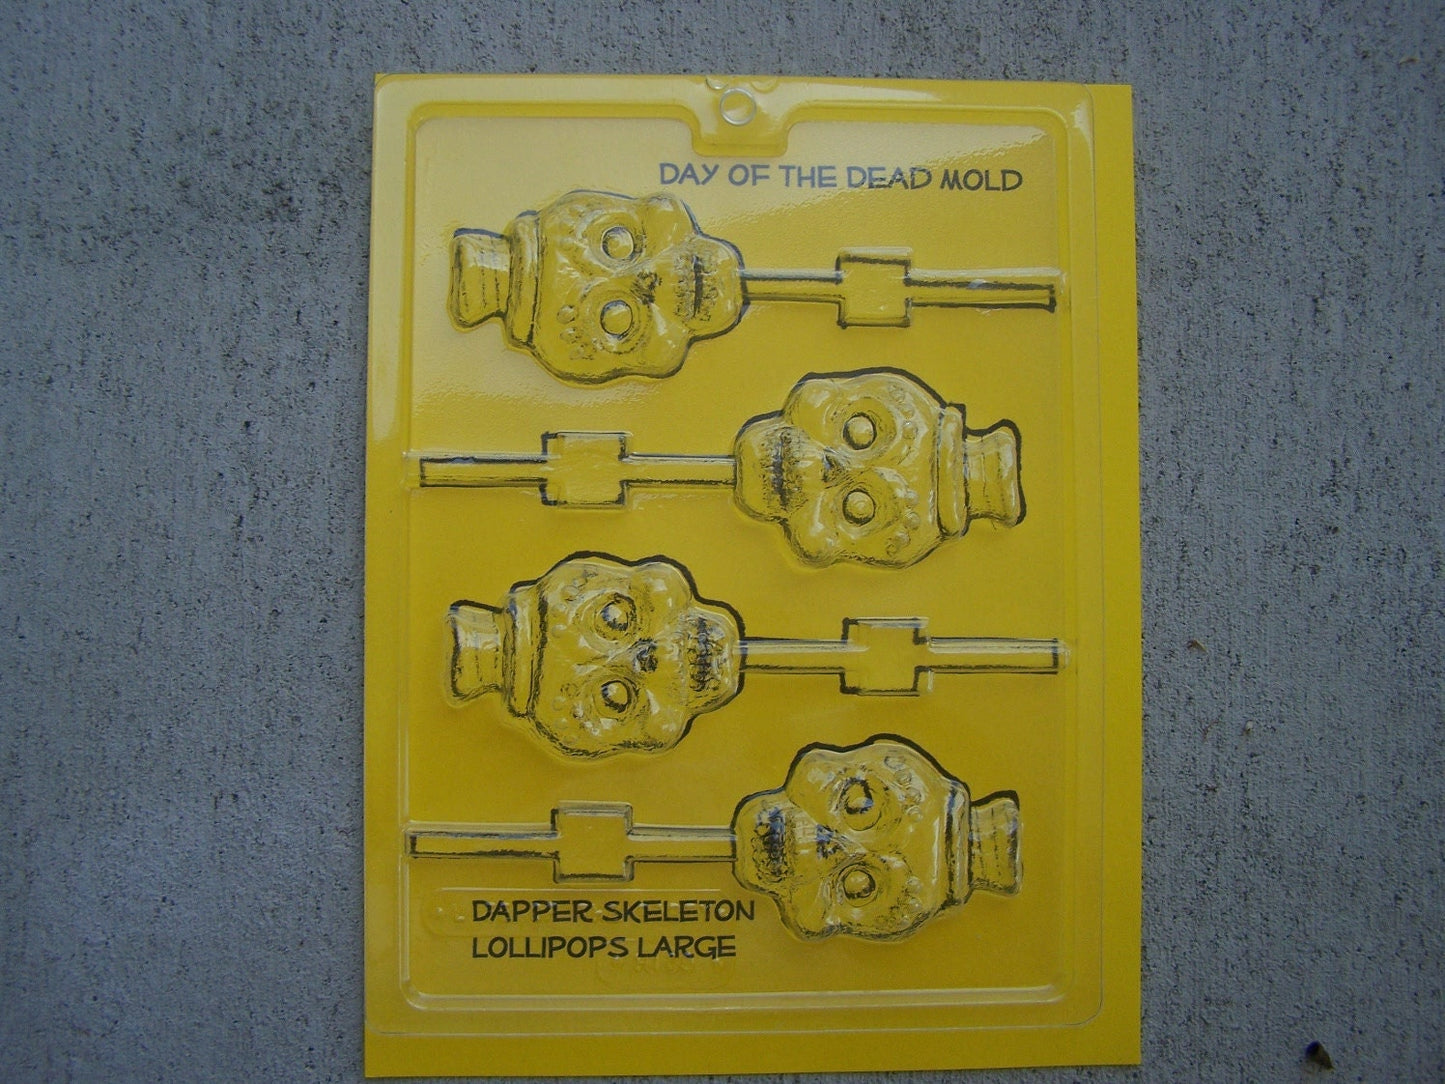 DAY OF THE DEAD MOLD
DAPPER SKELETON
LOLLIPOPS LARGE